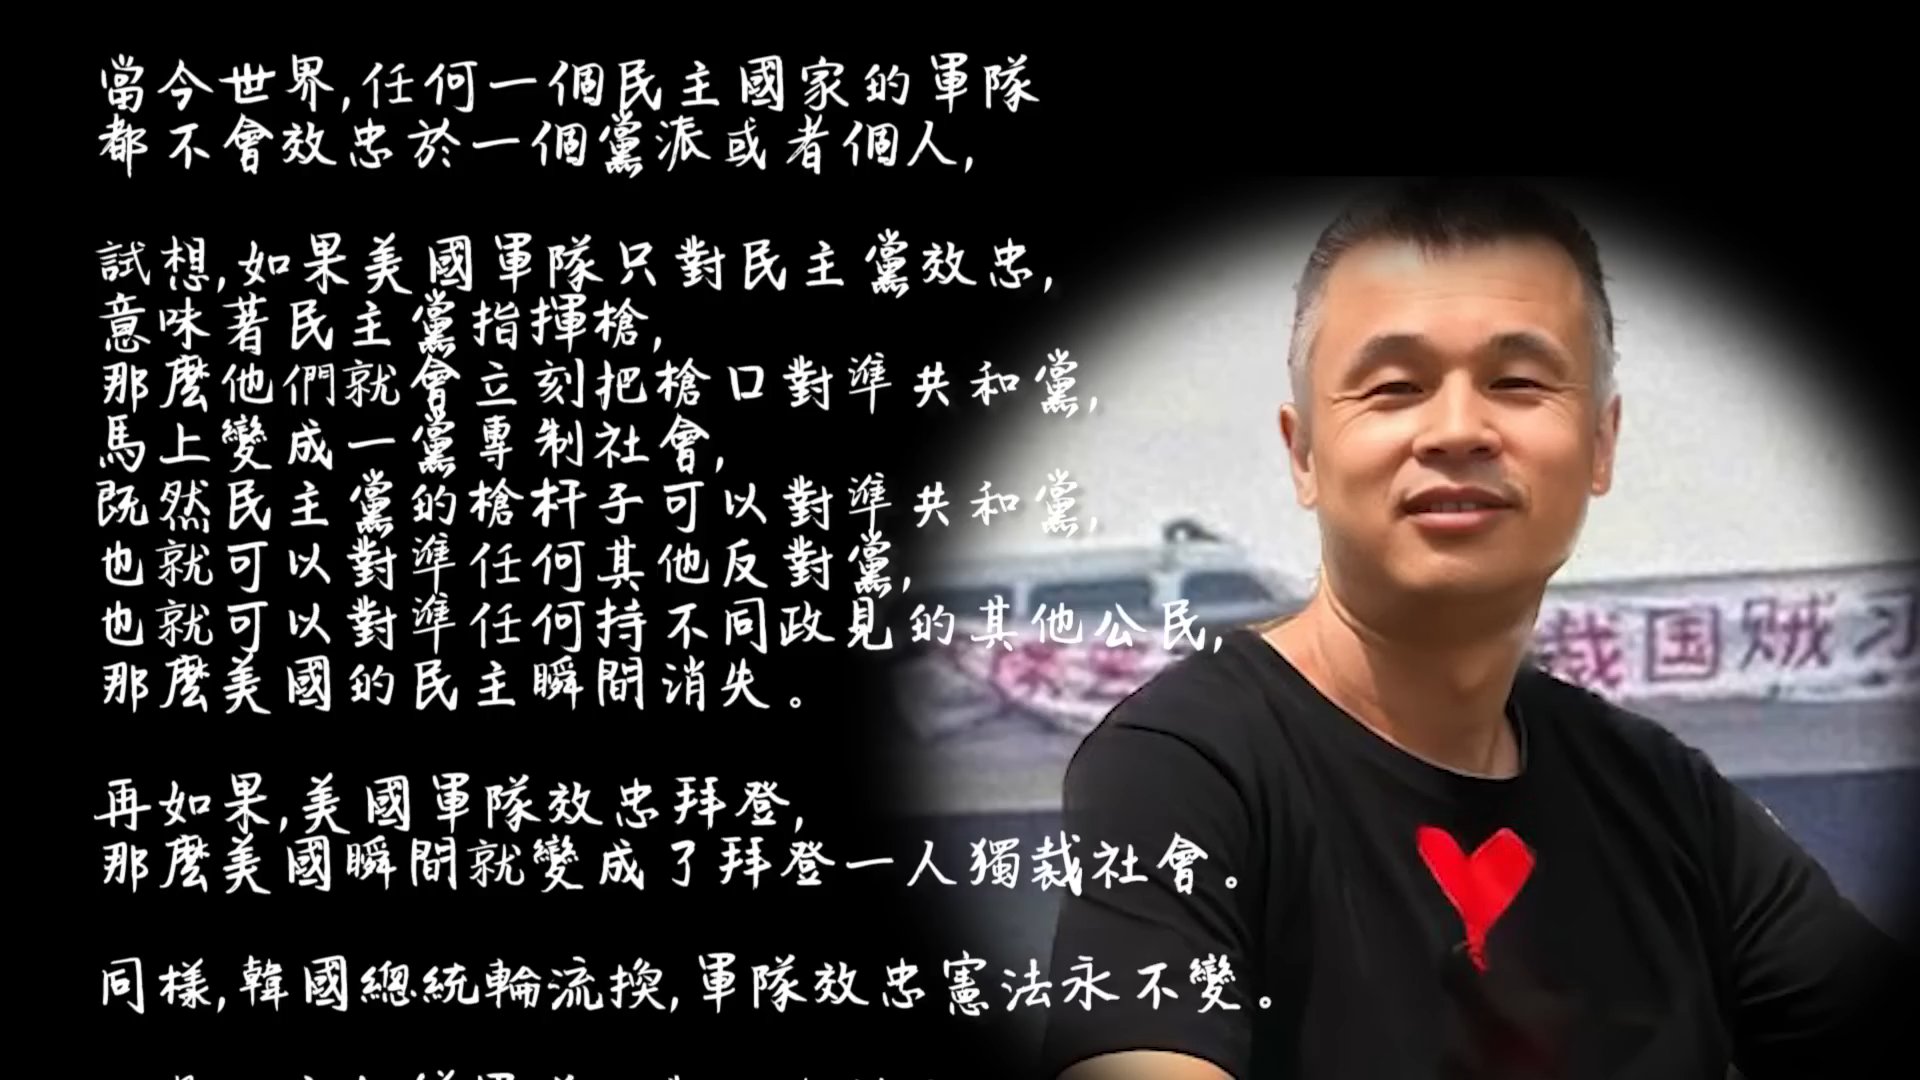 當今世界,任何一個民主國家的軍隊
都不會效忠於一個黨派或者個人,
試想,如果美國軍隊只對民主黨效忠,
意味著民主黨指揮槍,
那麼他們就會立刻把槍口對準共和黨,
馬上變成一黨專制社會,
既然民主黨的槍杆子可以對準共和黨,
也就可以對準任何其他反對黨,
也就可以對準任何持不同政見的其他公民,
那麼美國的民主瞬間消失。
再如果,美國軍隊效忠拜登,
那麼美國瞬間就變成了拜登一人獨裁社會。
同樣,韓國總統輪流換,軍隊效忠憲法永不變。
裁国贼习